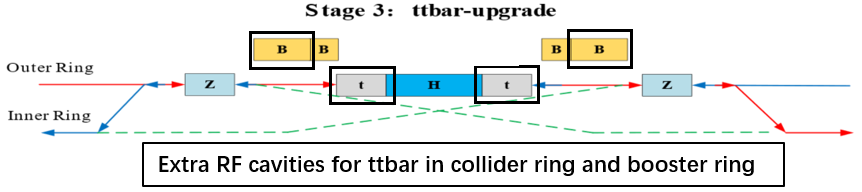 Stage 3: ttbar-upgrade
B B B B
Outer Ring
Z t H t Z
Inner Ring
Extra RF cavities for ttbar in collider ring and booster ring